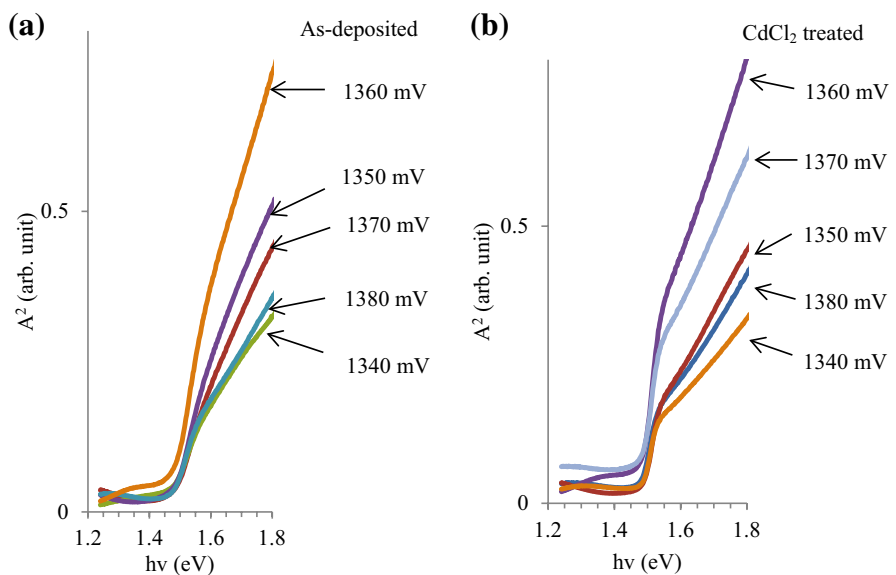 (a)
As-deposited
1360 mV
1350 mV
1370 mV
1380 mV
1340 mV
0.5
0
A² (arb. unit)
1.2
1.4
1.6
1.8
hν (eV)
(b)
CdCl₂ treated
1360 mV
1370 mV
1350 mV
1380 mV
1340 mV
0.5
0
A² (arb. unit)
1.2
1.4
1.6
1.8
hν (eV)